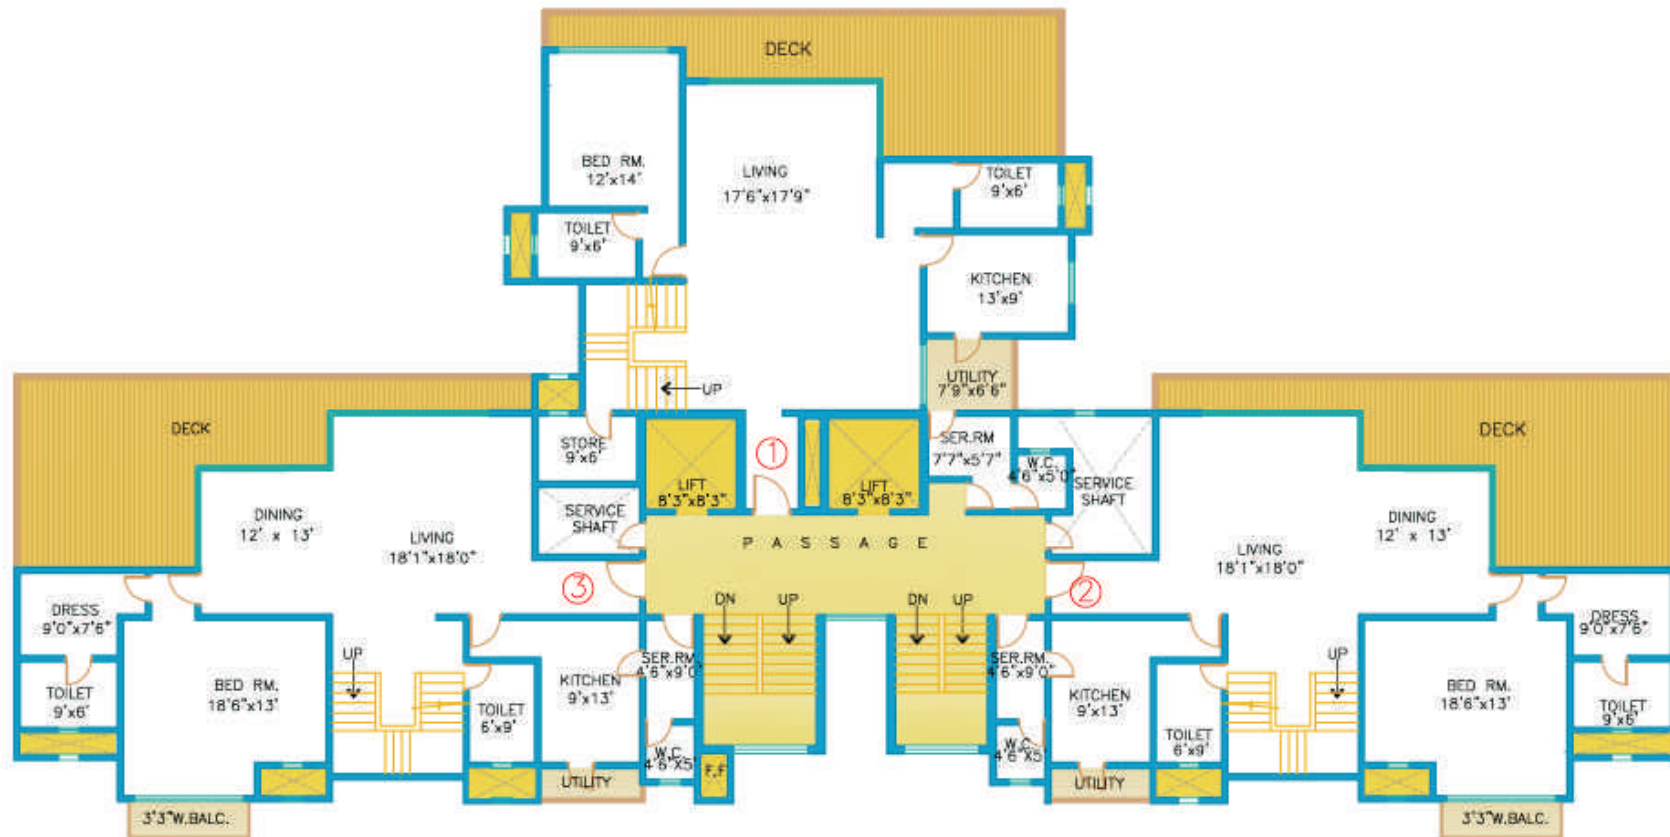 DECK
BED RM.
12'x14'
LIVING
17'6"x17'9"
TOILET
9'x6'
TOILET
9'x6'
KITCHEN
13'x9'
UTILITY
7'9"x6'6"
UP
DECK
STORE
9'x6'
LIFT
8'3"x8'3"
1
LIFT
8'3"x8'3"
SER.RM
7'7"x5'7"
W.C.
4'6"x5'0"
SERVICE
SHAFT
DECK
DINING
12' x 13'
LIVING
18'1"x18'0"
SERVICE
SHAFT
PASSAGE
LIVING
18'1"x18'0"
DINING
12' x 13'
3
2
DN
UP
DN
UP
DRESS
9'0"x7'6"
TOILET
9'x6'
BED RM.
18'6"x13'
UP
TOILET
6'x9'
KITCHEN
9'x13'
SER.RM.
4'6"x9'0"
W.C.
4'6"x5'
F.F
UTILITY
3'3"W.BALC.
SER.RM.
4'6"x9'0"
W.C.
4'6"x5'
KITCHEN
9'x13'
TOILET
6'x9'
UTILITY
UP
BED RM.
18'6"x13'
DRESS
9'0"x7'6"
TOILET
9'x6'
3'3"W.BALC.